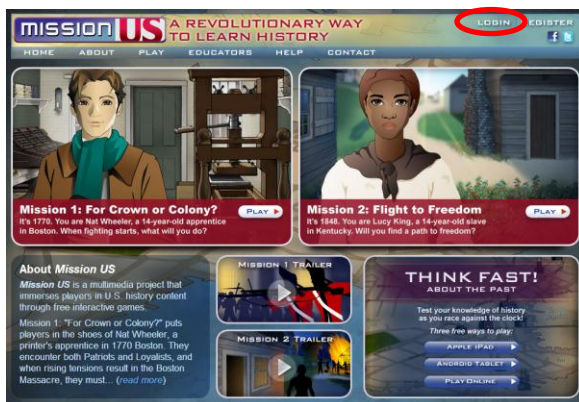 MISSION US
A REVOLUTIONARY WAY
TO LEARN HISTORY
LOGIN
EGISTER
HOME ABOUT PLAY EDUCATORS HELP CONTACT
Mission 1: For Crown or Colony?
PLAY
It's 1770. You are Nat Wheeler, a 14-year-old apprentice
in Boston. When fighting starts, what will you do?
Mission 2: Flight to Freedom
PLAY
It's 1848. You are Lucy King, a 14-year-old slave
in Kentucky. Will you find a path to freedom?
About Mission US
Mission US is a multimedia project that
immerses players in U.S. history content
through free interactive games.
Mission 1: "For Crown or Colony?" puts
players in the shoes of Nat Wheeler, a
printer's apprentice in 1770 Boston. They
encounter both Patriots and Loyalists, and
when rising tensions result in the Boston
Massacre, they must... (read more)
MISSION 1 TRAILER
MISSION 2 TRAILER
THINK FAST!
ABOUT THE PAST
Test your knowledge of history
as you race against the clock!
Three free ways to play:
APPLE IPAD
ANDROID TABLET
PLAY ONLINE